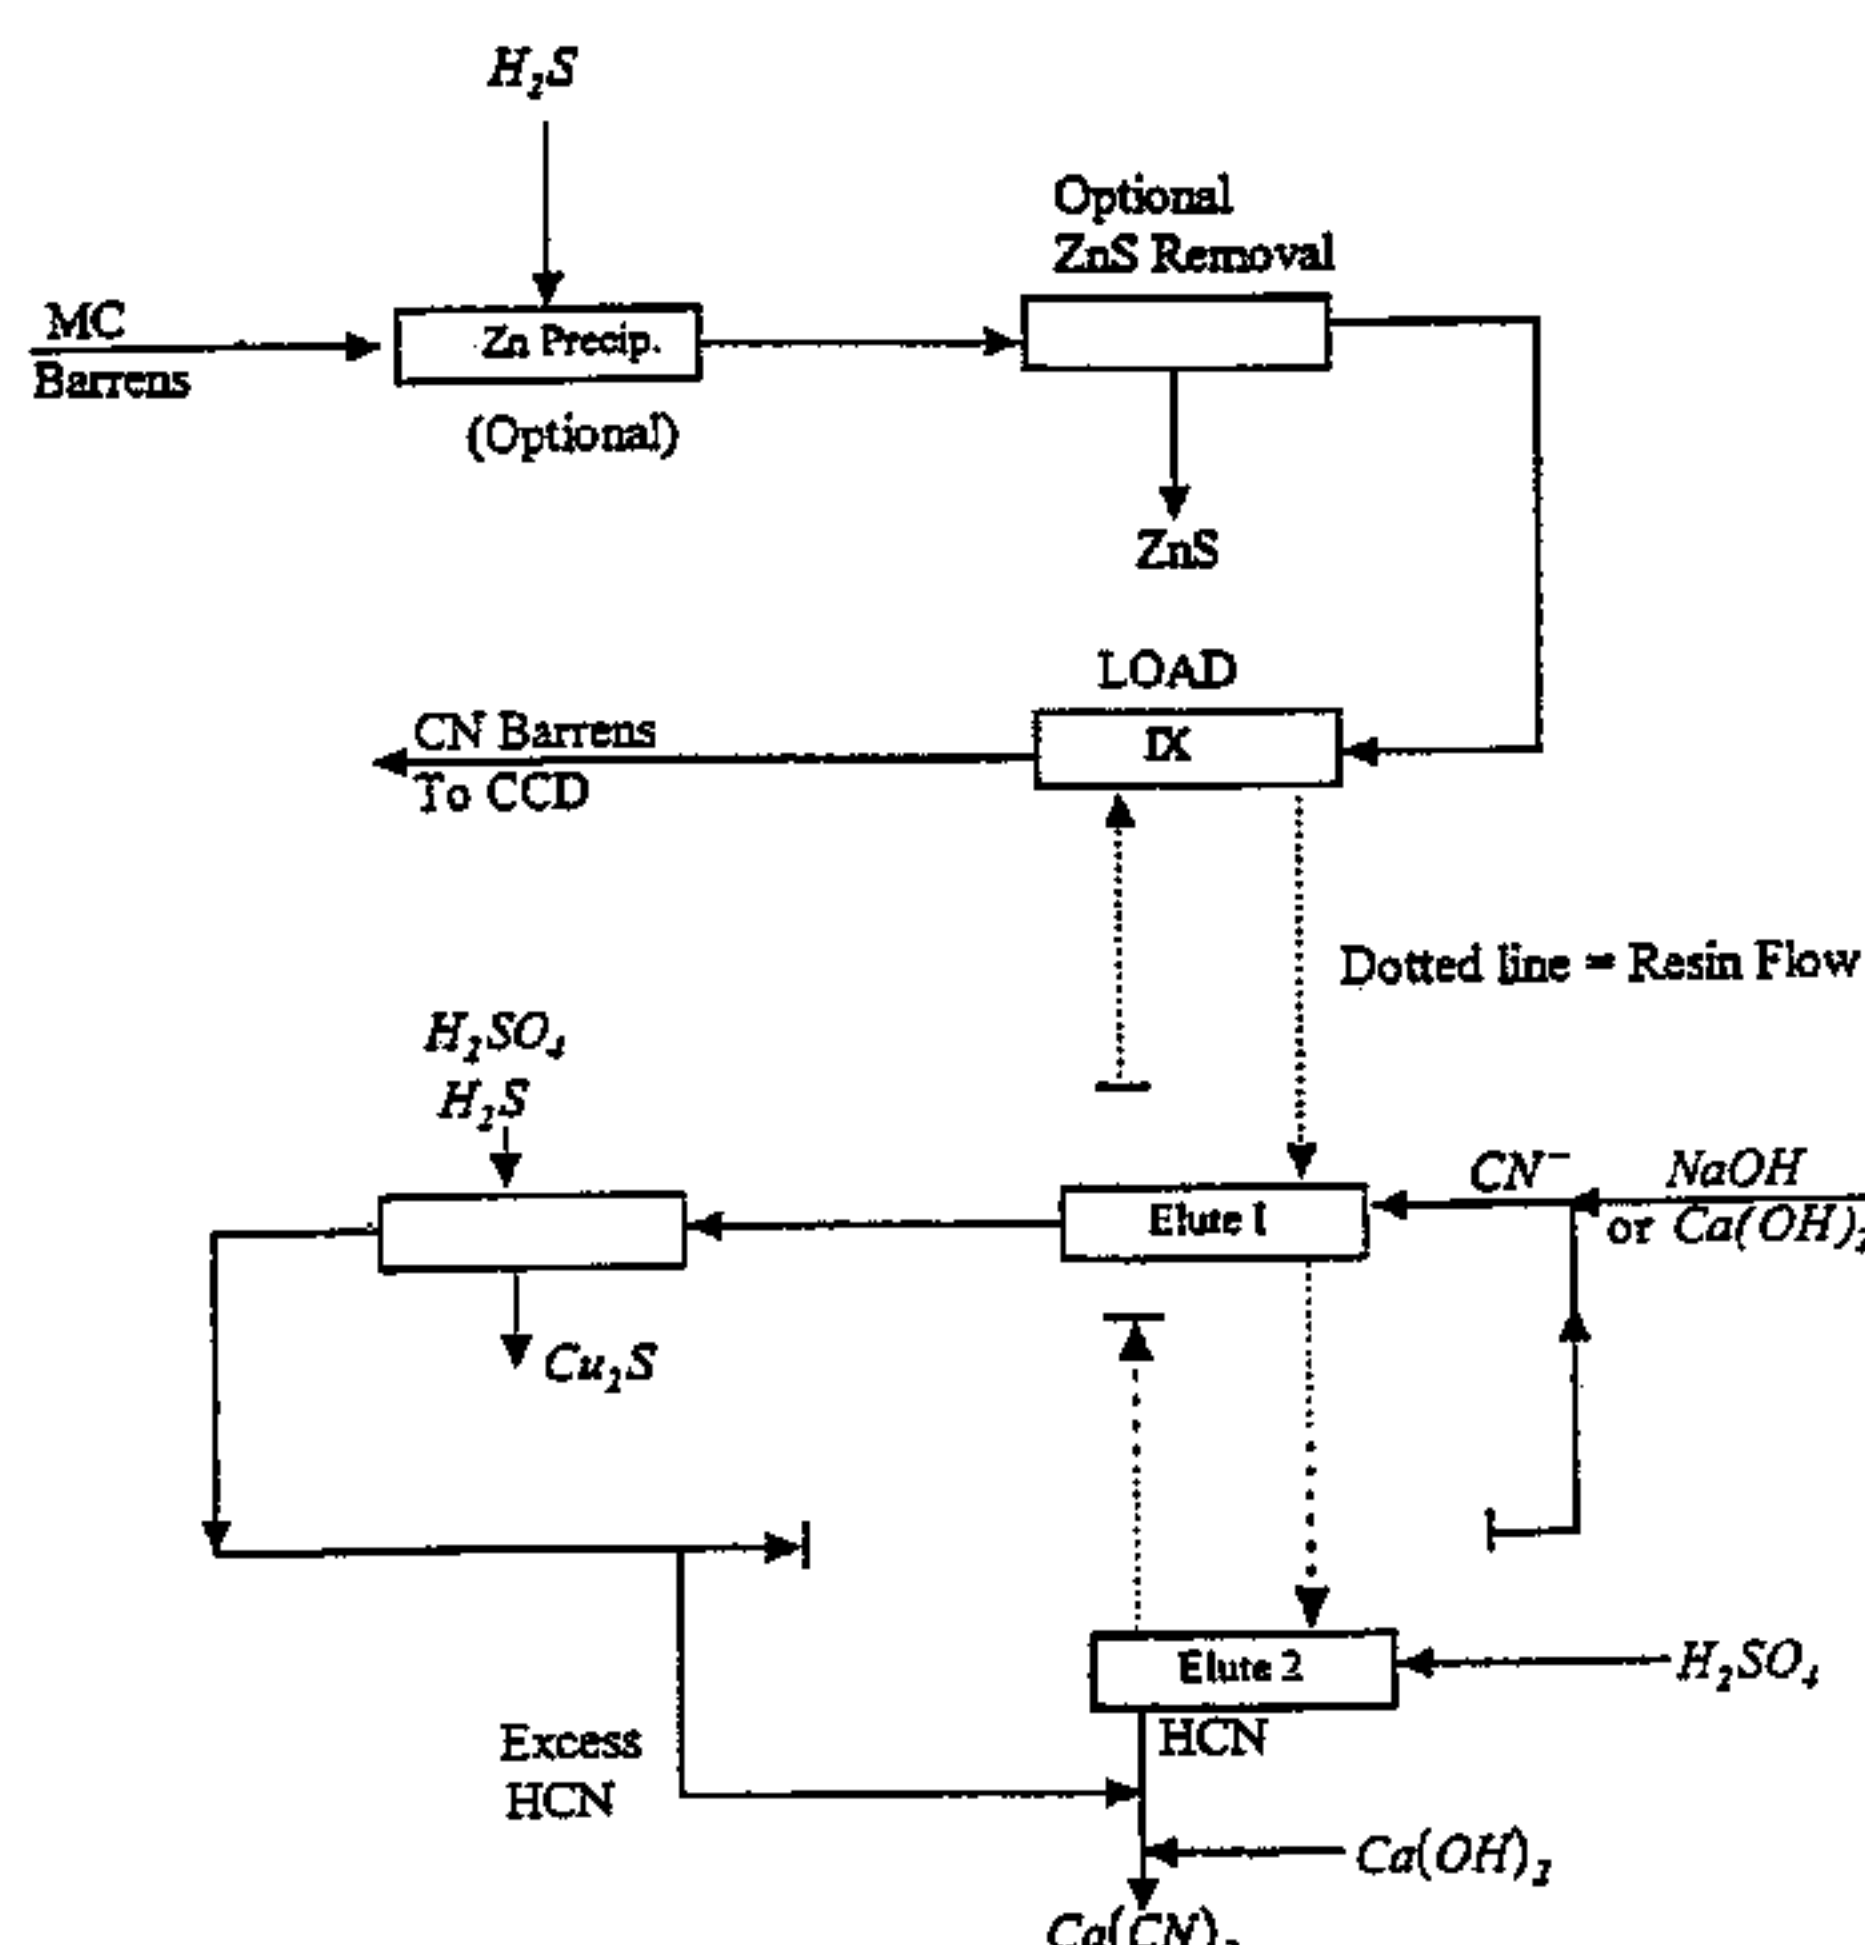 H₂S
Optional
ZnS Removal
MC
Barrens
Zn Precip.
(Optional)
ZnS
LOAD
IX
CN Barrens
To CCD
Dotted line = Resin Flow
H₂SO₄
H₂S
Elute 1
CN⁻
NaOH
or Ca(OH)₂
Cu₂S
Elute 2
H₂SO₄
HCN
Excess
HCN
Ca(OH)₂
Ca(CN)₂